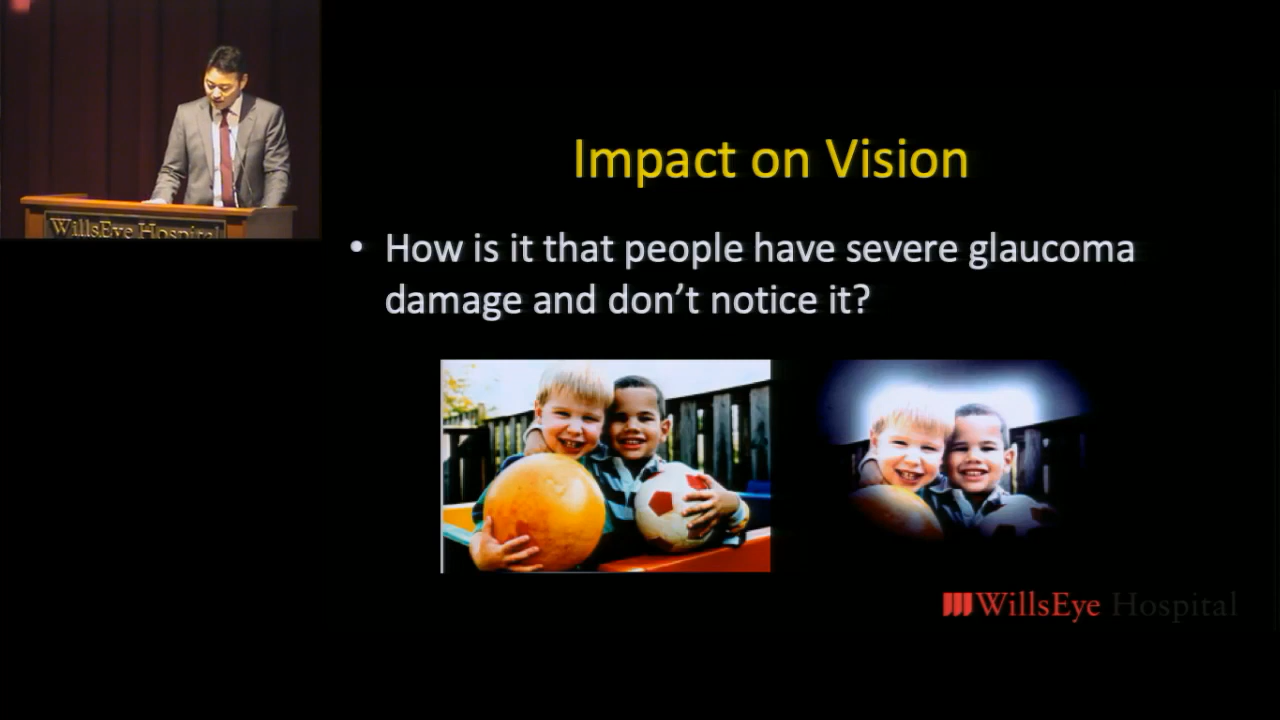 WillsEye Hospital
Impact on Vision
• How is it that people have severe glaucoma
damage and don't notice it?
WillsEye Hospital